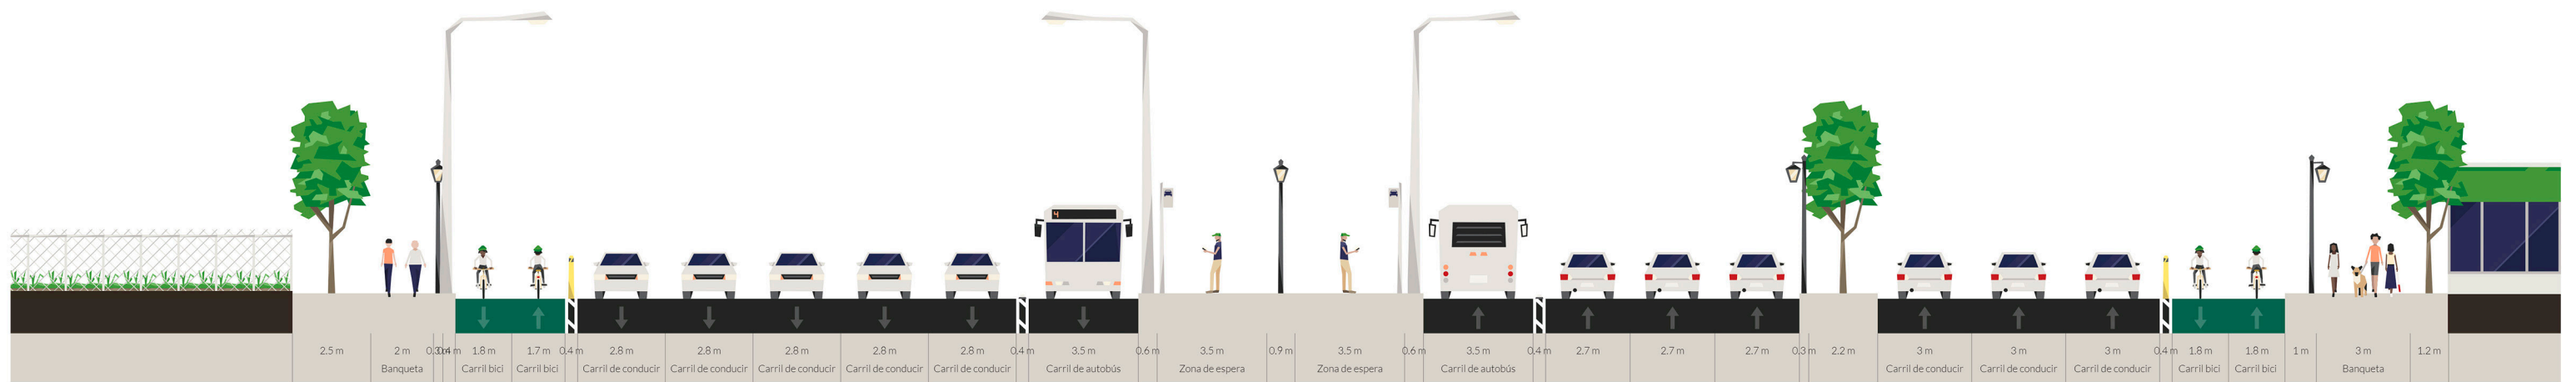 4
2.5 m 2 m 0.4 m 1.8 m 1.7 m 0.4 m 2.8 m 2.8 m 2.8 m 2.8 m 2.8 m 0.4 m 3.5 m 0.6 m 3.5 m 0.9 m 3.5 m 0.6 m 3.5 m 0.4 m 2.7 m 2.7 m 2.7 m 0.3 m 2.2 m 3 m 3 m 3 m 0.4 m 1.8 m 1.8 m 1 m 3 m 1.2 m
Banqueta Carril bici Carril bici Carril de conducir Carril de conducir Carril de conducir Carril de conducir Carril de conducir Carril de autobús Zona de espera Zona de espera Carril de autobús Carril de conducir Carril de conducir Carril de conducir Carril bici Carril bici Banqueta